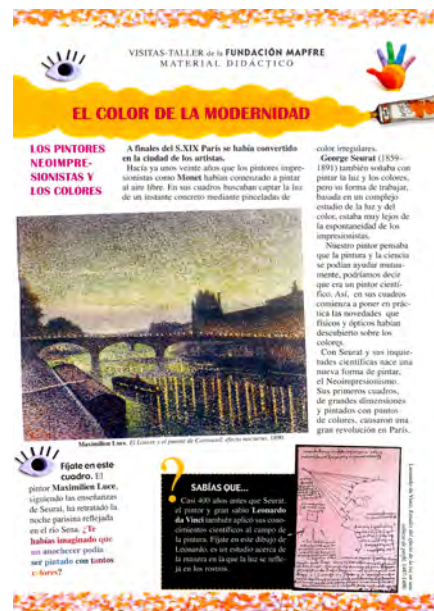 VISITAS-TALLER de la FUNDACIÓN MAPFRE
MATERIAL DIDÁCTICO
EL COLOR DE LA MODERNIDAD
LOS PINTORES
NEOIMPRE-
SIONISTAS Y
LOS COLORES
A finales del S.XIX París se había convertido
en la ciudad de los artistas.
Hacía ya unos veinte años que los pintores impre-
sionistas como Monet habían comenzado a pintar
al aire libre. En sus cuadros buscaban captar la luz
de un instante concreto mediante pinceladas de
color irregulares.
George Seurat (1859-
1891) también soñaba con
pintar la luz y los colores,
pero su forma de trabajar,
basada en un complejo
estudio de la luz y del
color, estaba muy lejos de
la espontaneidad de los
impresionistas.
Nuestro pintor pensaba
que la pintura y la ciencia
se podían ayudar mutua-
mente, podríamos decir
que era un pintor cientí-
fico. Así, en sus cuadros
comienza a poner en prác-
tica las novedades que
físicos y ópticos habían
descubierto sobre los
colores.
Con Seurat y sus inquie-
tudes científicas nace una
nueva forma de pintar,
el Neoimpresionismo.
Sus primeros cuadros,
de grandes dimensiones
y pintados con puntos
de colores, causaron una
gran revolución en París.
Maximilien Luce, El Louvre y el puente de Carrousel, efecto nocturno, 1890
Fíjate en este
cuadro. El
pintor Maximilien Luce,
siguiendo las enseñanzas
de Seurat, ha retratado la
noche parisina reflejada
en el río Sena. ¿Te
habías imaginado que
un anochecer podía
ser pintado con tantos
colores?
?
SABÍAS QUE...
Casi 400 años antes que Seurat,
el pintor y gran sabio Leonardo
da Vinci también aplicó sus cono-
cimientos científicos al campo de
la pintura. Fíjate en este dibujo de
Leonardo, es un estudio acerca de
la manera en la que la luz se refle-
ja en los rostros.